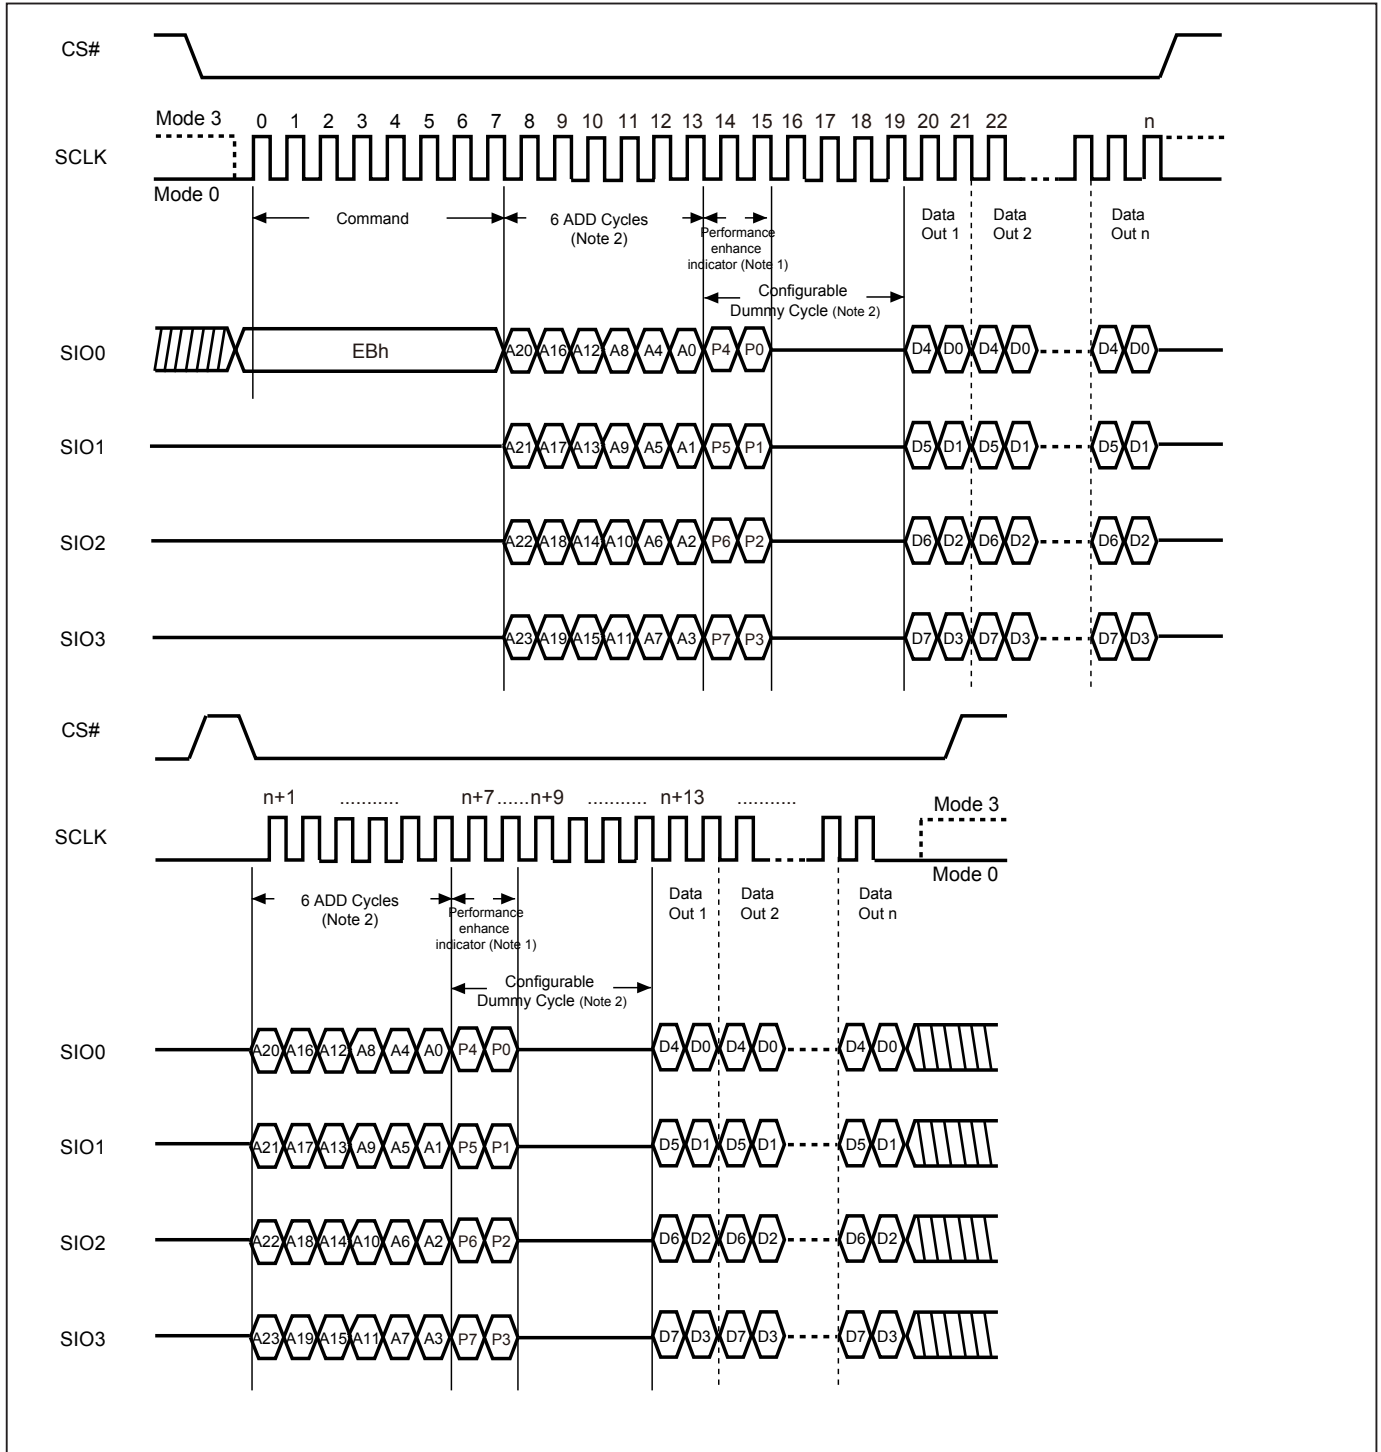 CS#
Mode 3
0 1 2 3 4 5 6 7 8 9 10 11 12 13 14 15 16 17 18 19 20 21 22 n
SCLK
Mode 0
Command
6 ADD Cycles
(Note 2)
Performance
enhance
indicator (Note 1)
Data
Out 1
Data
Out 2
Data
Out n
Configurable
Dummy Cycle (Note 2)
SIO0 EBh A20 A16 A12 A8 A4 A0 P4 P0 D4 D0 D4 D0 D4 D0
SIO1 A21 A17 A13 A9 A5 A1 P5 P1 D5 D1 D5 D1 D5 D1
SIO2 A22 A18 A14 A10 A6 A2 P6 P2 D6 D2 D6 D2 D6 D2
SIO3 A23 A19 A15 A11 A7 A3 P7 P3 D7 D3 D7 D3 D7 D3
CS#
n+1 ........... n+7......n+9 ........... n+13 ...........
Mode 3
SCLK
Mode 0
6 ADD Cycles
(Note 2)
Performance
enhance
indicator (Note 1)
Data
Out 1
Data
Out 2
Data
Out n
Configurable
Dummy Cycle (Note 2)
SIO0 A20 A16 A12 A8 A4 A0 P4 P0 D4 D0 D4 D0 D4 D0
SIO1 A21 A17 A13 A9 A5 A1 P5 P1 D5 D1 D5 D1 D5 D1
SIO2 A22 A18 A14 A10 A6 A2 P6 P2 D6 D2 D6 D2 D6 D2
SIO3 A23 A19 A15 A11 A7 A3 P7 P3 D7 D3 D7 D3 D7 D3